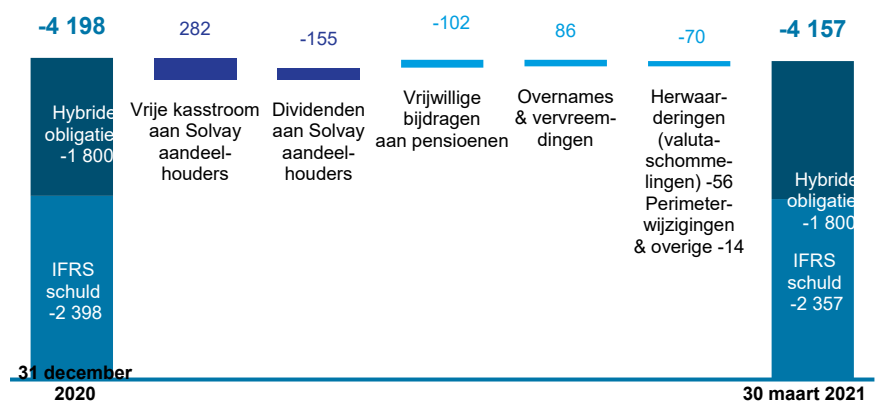 -4 198
282
-155
-102
86
-70
-4 157
Hybride
obligatie
-1 800
IFRS
schuld
-2 398
31 december
2020
Vrije kasstroom
aan Solvay
aandeel-
houders
Dividenden
aan Solvay
aandeel-
houders
Vrijwillige
bijdragen
aan pensioenen
Overnames
& vervreem-
dingen
Herwaar-
deringen
(valuta-
schomme-
lingen) -56
Perimeter-
wijzigingen
& overige -14
Hybride
obligatie
-1 800
IFRS
schuld
-2 357
30 maart 2021